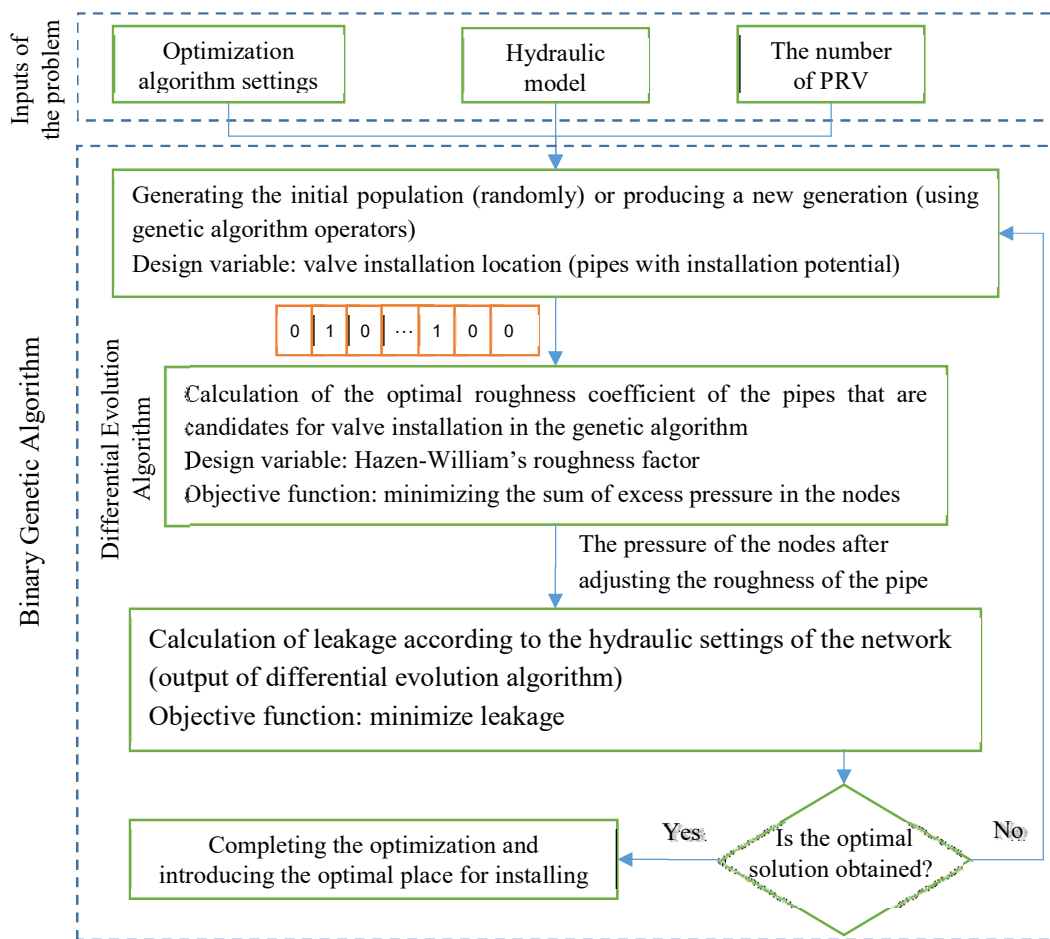 Inputs of
the problem
Optimization
algorithm settings
Hydraulic
model
The number
of PRV
Binary Genetic Algorithm
Generating the initial population (randomly) or producing a new generation (using
genetic algorithm operators)
Design variable: valve installation location (pipes with installation potential)
0 1 0 ... 1 0 0
Differential Evolution
Algorithm
Calculation of the optimal roughness coefficient of the pipes that are
candidates for valve installation in the genetic algorithm
Design variable: Hazen-William’s roughness factor
Objective function: minimizing the sum of excess pressure in the nodes
The pressure of the nodes after
adjusting the roughness of the pipe
Calculation of leakage according to the hydraulic settings of the network
(output of differential evolution algorithm)
Objective function: minimize leakage
Is the optimal
solution obtained?
Yes
No
Completing the optimization and
introducing the optimal place for installing